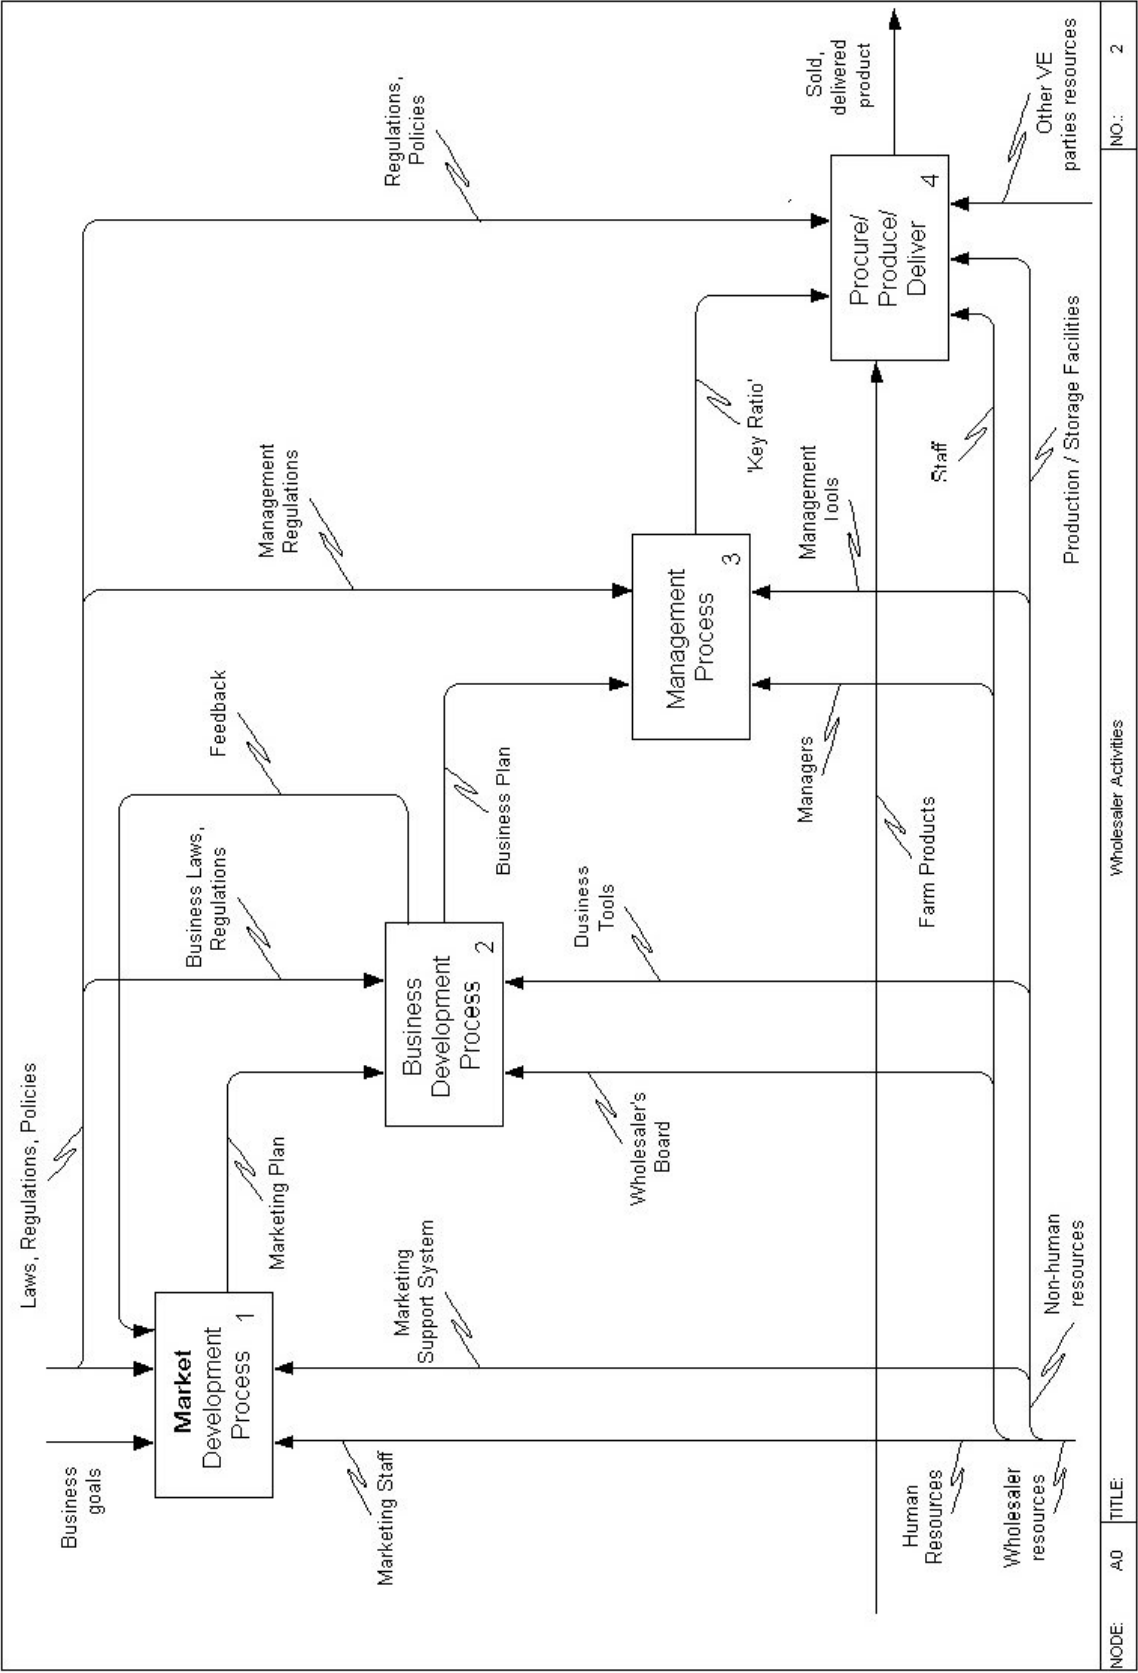 Business
goals
Laws, Regulations, Policies
Business Laws,
Regulations
Feedback
Management
Regulations
Regulations,
Policies
Market
Development
Process 1
Marketing Plan
Business
Development
Process 2
Business Plan
Management
Process 3
'Key Ratio'
Procure/
Produce/
Deliver 4
Sold,
delivered
product
Marketing Staff
Marketing
Support System
Wholesaler's
Board
Dusiness
Tools
Managers
Management
Tools
Farm Products
Staff
Production / Storage Facilities
Other VE
parties resources
Human
Resources
Wholesaler
resources
Non-human
resources
NODE: A0 TITLE: Wholesaler Activities NO.: 2